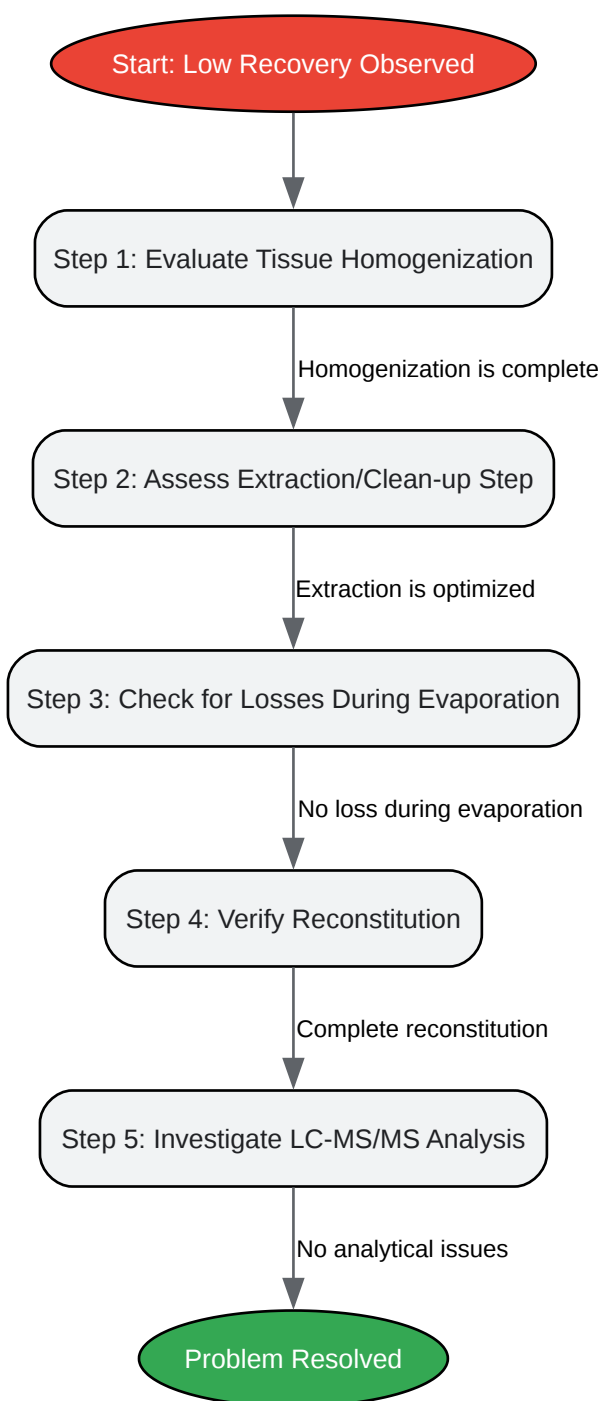 Start: Low Recovery Observed
Step 1: Evaluate Tissue Homogenization
Homogenization is complete
Step 2: Assess Extraction/Clean-up Step
Extraction is optimized
Step 3: Check for Losses During Evaporation
No loss during evaporation
Step 4: Verify Reconstitution
Complete reconstitution
Step 5: Investigate LC-MS/MS Analysis
No analytical issues
Problem Resolved